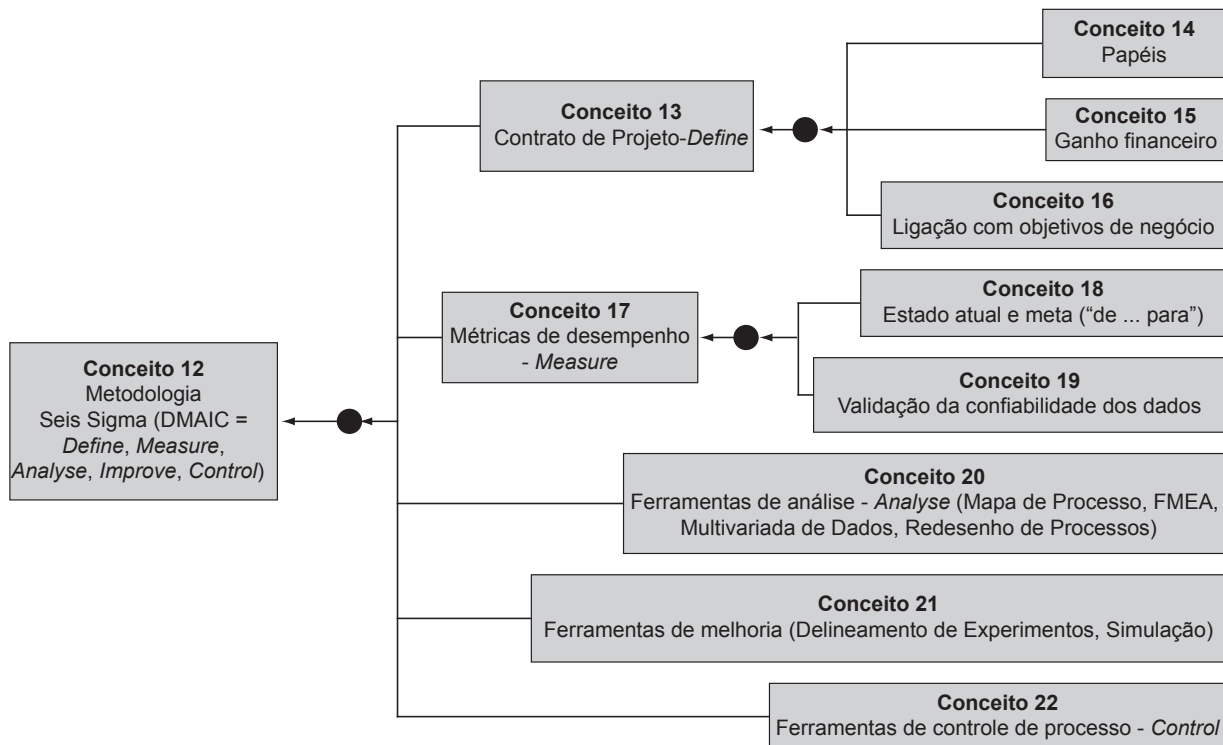 Conceito 14
Papéis
Conceito 13
Contrato de Projeto-Define
Conceito 15
Ganho financeiro
Conceito 16
Ligação com objetivos de negócio
Conceito 18
Estado atual e meta (“de ... para”)
Conceito 17
Métricas de desempenho
- Measure
Conceito 19
Validação da confiabilidade dos dados
Conceito 12
Metodologia
Seis Sigma (DMAIC =
Define, Measure,
Analyse, Improve, Control)
Conceito 20
Ferramentas de análise - Analyse (Mapa de Processo, FMEA,
Multivariada de Dados, Redesenho de Processos)
Conceito 21
Ferramentas de melhoria (Delineamento de Experimentos, Simulação)
Conceito 22
Ferramentas de controle de processo - Control